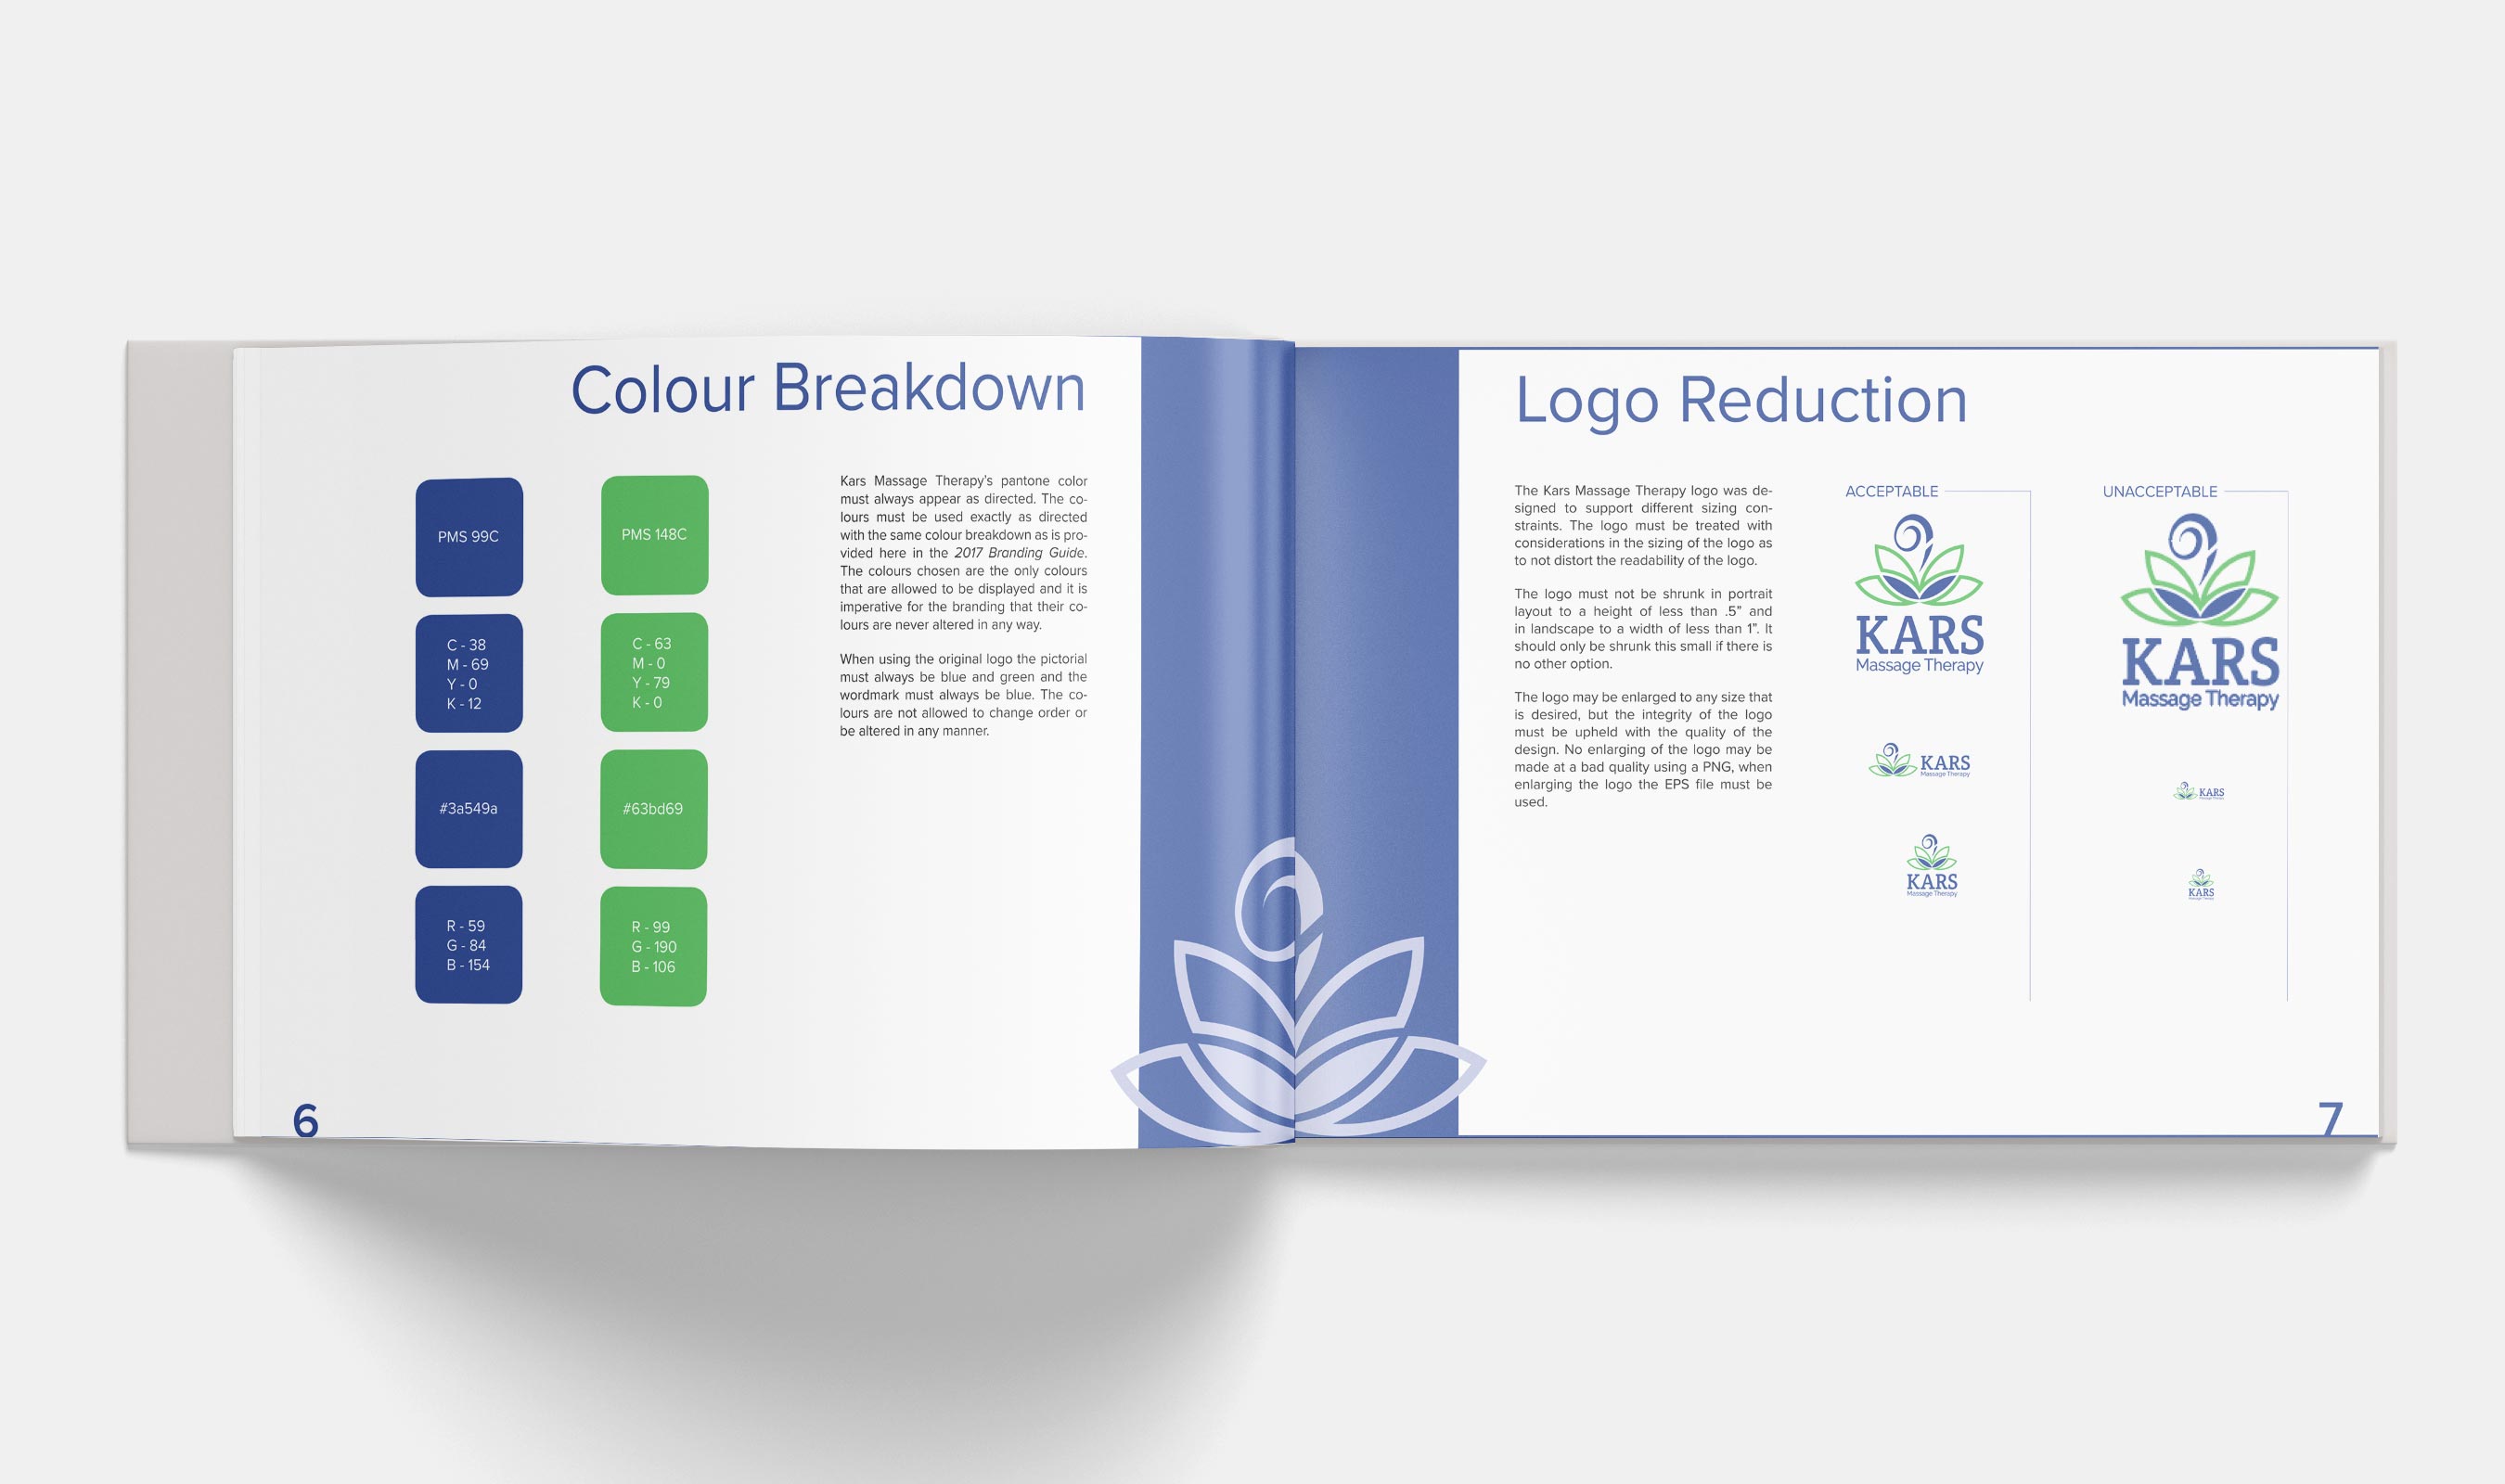 Colour Breakdown
PMS 99C
PMS 148C
C - 38
M - 69
Y - 0
K - 12
C - 63
M - 0
Y - 79
K - 0
#3a549a
#63bd69
R - 59
G - 84
B - 154
R - 99
G - 190
B - 106
Kars Massage Therapy's pantone color
must always appear as directed. The co-
lours must be used exactly as directed
with the same colour breakdown as is pro-
vided here in the 2017 Branding Guide.
The colours chosen are the only colours
that are allowed to be displayed and it is
imperative for the branding that their co-
lours are never altered in any way.
When using the original logo the pictorial
must always be blue and green and the
wordmark must always be blue. The co-
lours are not allowed to change order or
be altered in any manner.
6
Logo Reduction
The Kars Massage Therapy logo was de-
signed to support different sizing con-
straints. The logo must be treated with
considerations in the sizing of the logo as
to not distort the readability of the logo.
The logo must not be shrunk in portrait
layout to a height of less than .5" and
in landscape to a width of less than 1". It
should only be shrunk this small if there is
no other option.
The logo may be enlarged to any size that
is desired, but the integrity of the logo
must be upheld with the quality of the
design. No enlarging of the logo may be
made at a bad quality using a PNG, when
enlarging the logo the EPS file must be
used.
ACCEPTABLE
KARS
Massage Therapy
KARS
Massage Therapy
KARS
Massage Therapy
UNACCEPTABLE
KARS
Massage Therapy
KARS
Massage Therapy
KARS
Massage Therapy
7